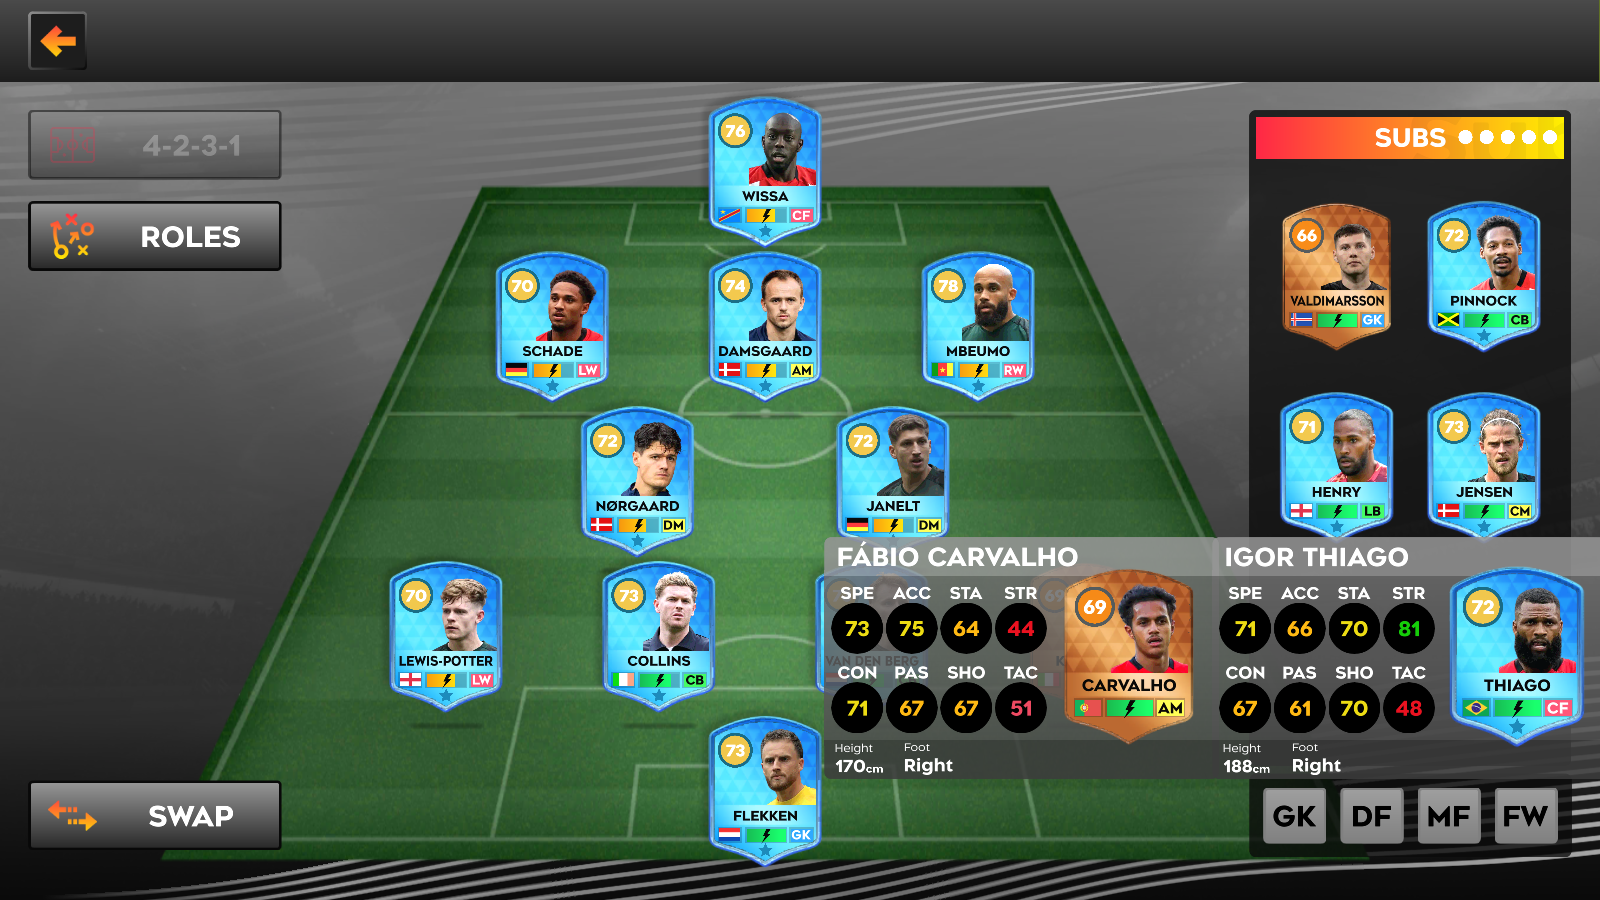 4-2-3-1
ROLES
SWAP
76
WISSA
CF
70
SCHADE
LW
74
DAMSGAARD
AM
78
MBEUMO
RW
72
NØRGAARD
DM
72
JANELT
DM
70
LEWIS-POTTER
LW
73
COLLINS
CB
VAN DEN BERG
69
73
FLEKKEN
GK
SUBS
66
VALDIMARSSON
GK
72
PINNOCK
CB
71
HENRY
LB
73
JENSEN
CM
FÁBIO CARVALHO
SPE ACC STA STR
73 75 64 44
CON PAS SHO TAC
71 67 67 51
Height Foot
170cm Right
69
CARVALHO
AM
IGOR THIAGO
SPE ACC STA STR
71 66 70 81
CON PAS SHO TAC
67 61 70 48
Height Foot
188cm Right
72
THIAGO
CF
GK DF MF FW